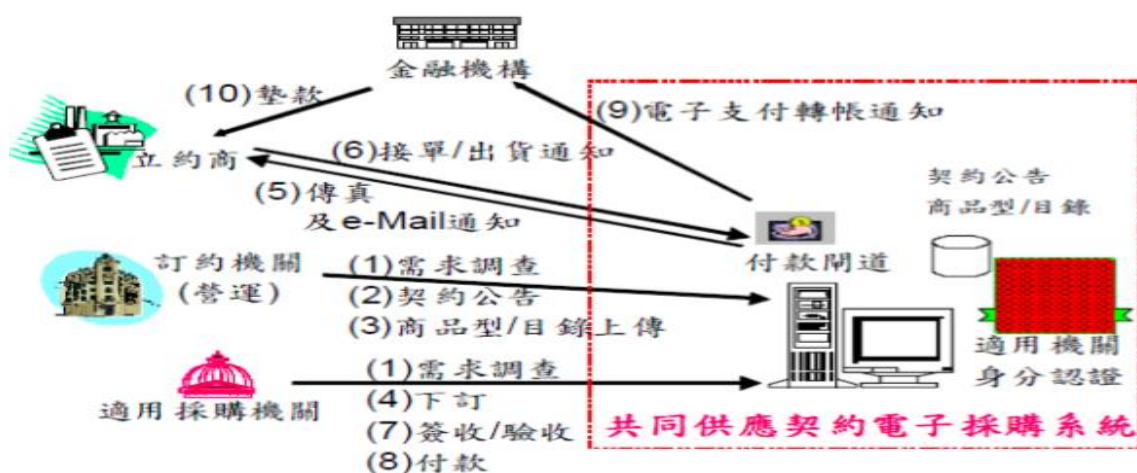 金融機構
(10)墊款
(9)電子支付轉帳通知
立約商
(6)接單/出貨通知
(5)傳真
及e-Mail通知
契約公告
商品型/目錄
付款閘道
訂約機關
(營運)
(1)需求調查
(2)契約公告
(3)商品型/目錄上傳
適用機關
身分認證
適用採購機關
(1)需求調查
(4)下訂
(7)簽收/驗收
(8)付款
共同供應契約電子採購系統